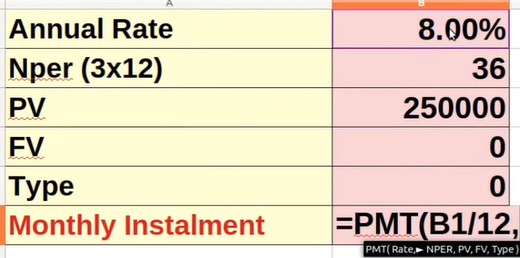 A B
Annual Rate 8.00%
Nper (3x12) 36
PV 250000
FV 0
Type 0
Monthly Instalment =PMT(B1/12,
PMT( Rate,► NPER, PV, FV, Type )